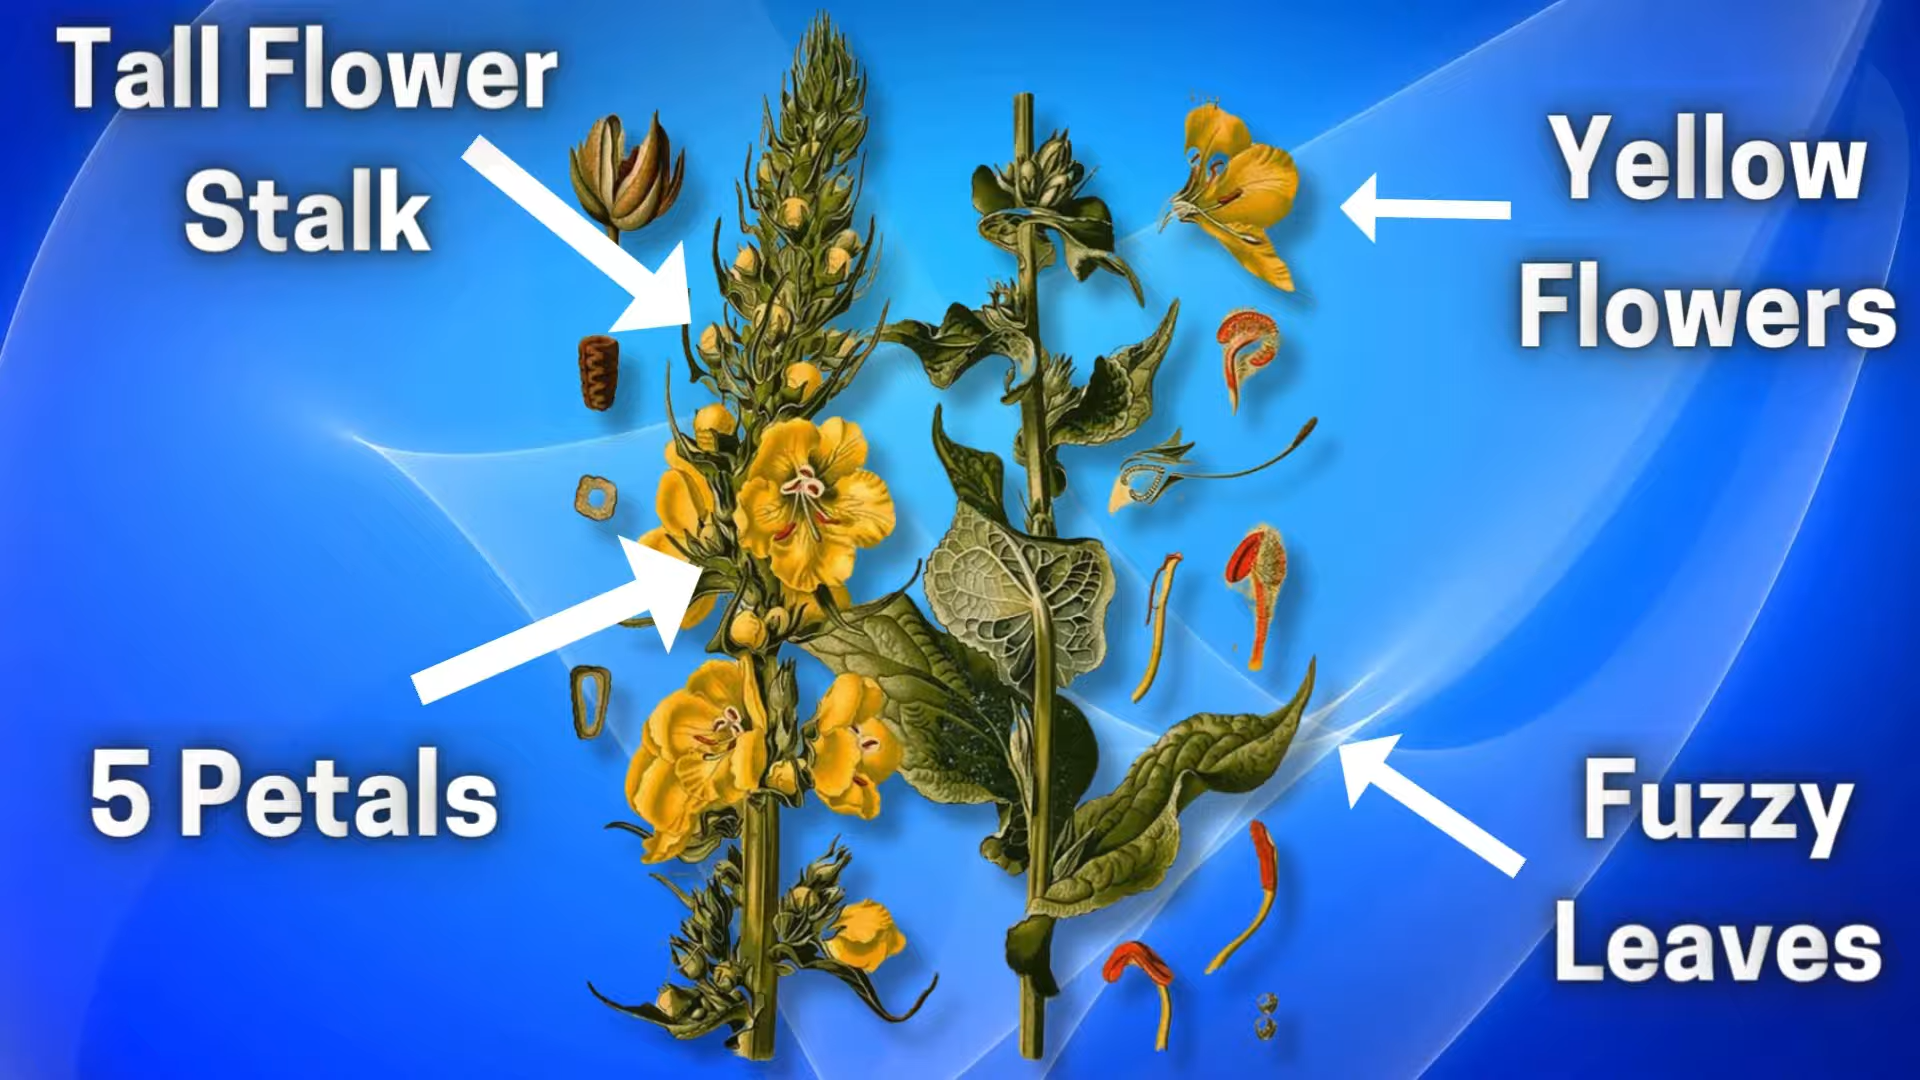 Tall Flower
Stalk
Yellow
Flowers
5 Petals
Fuzzy
Leaves